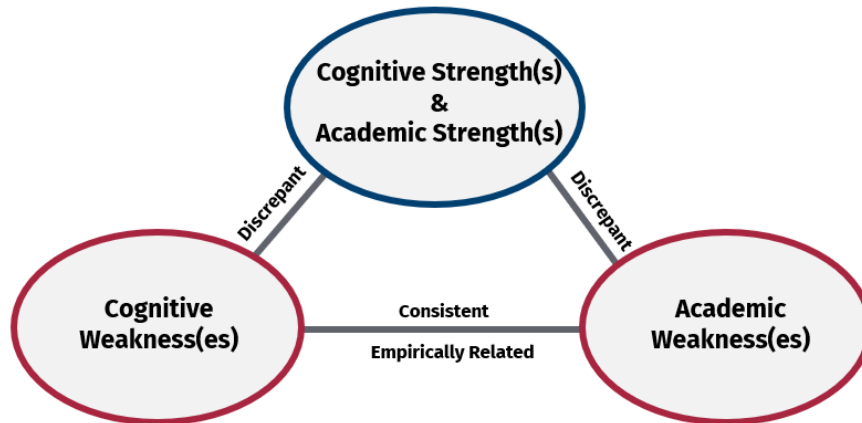 Cognitive Strength(s)
&
Academic Strength(s)
Discrepant
Discrepant
Cognitive
Weakness(es)
Consistent
Empirically Related
Academic
Weakness(es)